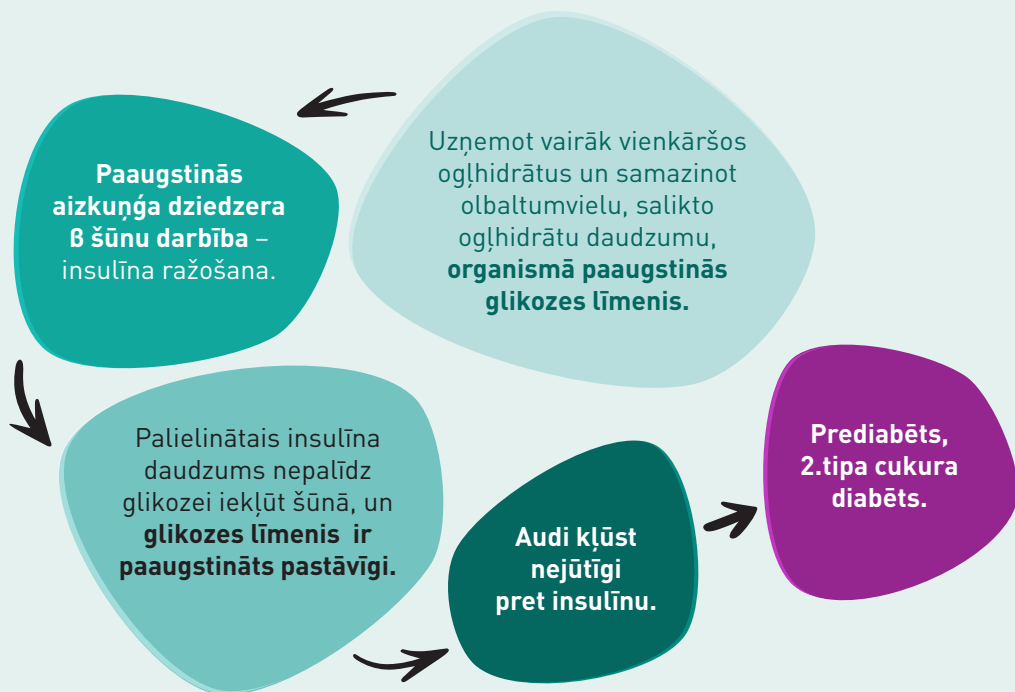 Uzņemot vairāk vienkāršos
ogļhidrātus un samazinot
olbaltumvielu, salikto
ogļhidrātu daudzumu,
organismā paaugstinās
glikozes līmenis.
Paaugstinās
aizkuņģa dziedzera
ß šūnu darbība –
insulīna ražošana.
Palielinātais insulīna
daudzums nepalīdz
glikozei iekļūt šūnā, un
glikozes līmenis ir
paaugstināts pastāvīgi.
Audi kļūst
nejūtīgi
pret insulīnu.
Prediabēts,
2.tipa cukura
diabēts.